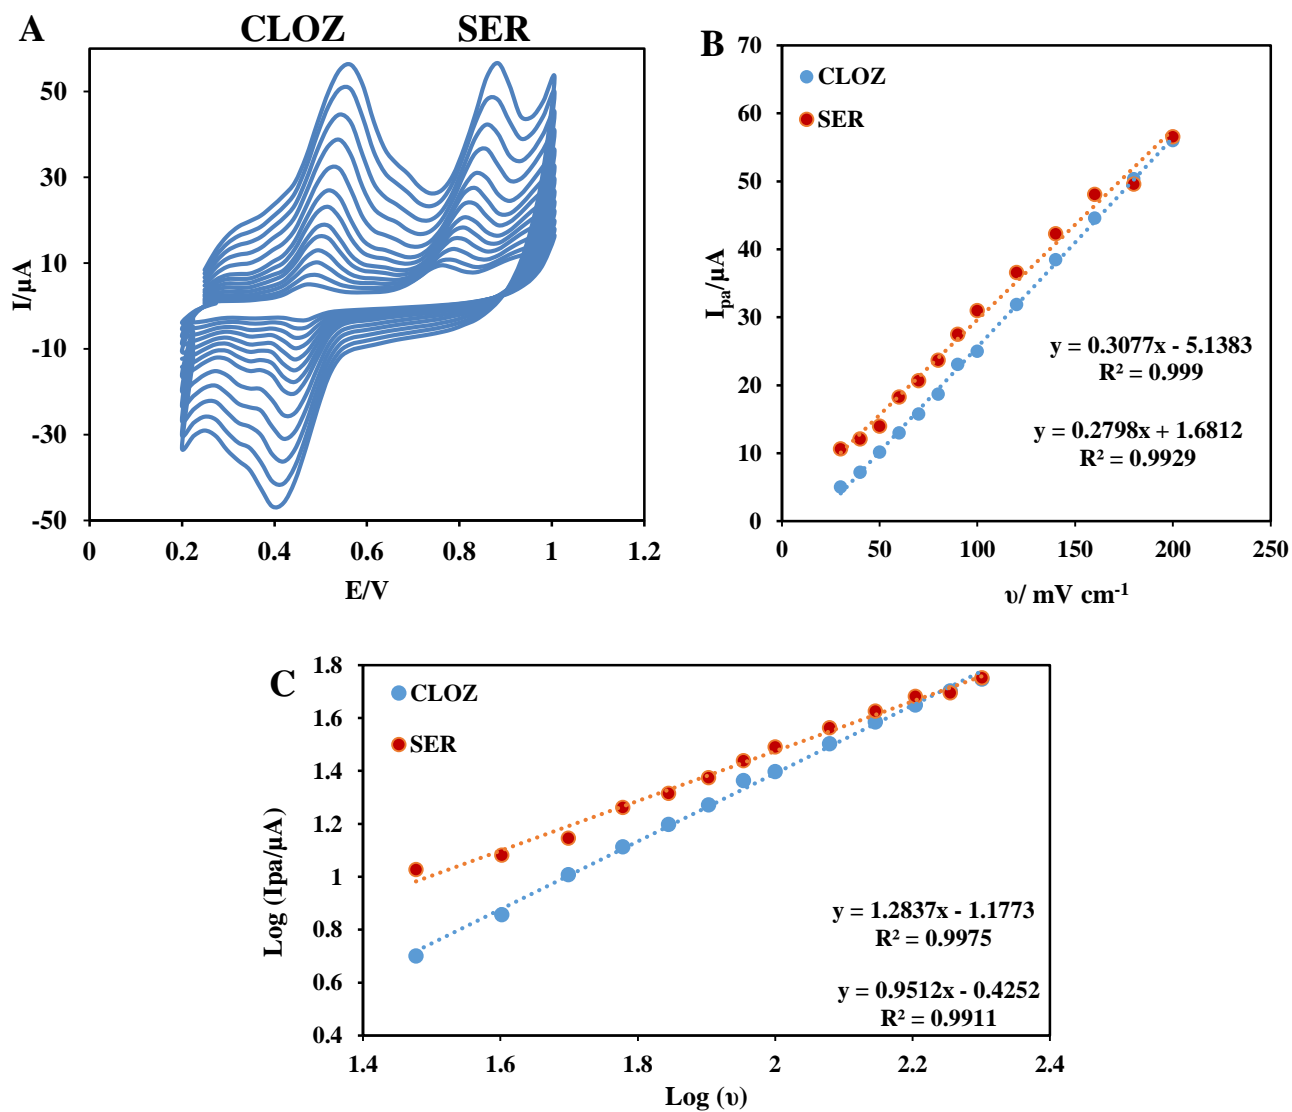 A
CLOZ SER
I/µA
50
30
10
-10
-30
-50
0 0.2 0.4 0.6 0.8 1 1.2
E/V
B
CLOZ
SER
I_pa/µA
70
60
50
40
30
20
10
0
y = 0.3077x - 5.1383
R² = 0.999
y = 0.2798x + 1.6812
R² = 0.9929
0 50 100 150 200 250
υ/ mV cm⁻¹
C
CLOZ
SER
Log (Ipa/µA)
1.8
1.6
1.4
1.2
1
0.8
0.6
0.4
y = 1.2837x - 1.1773
R² = 0.9975
y = 0.9512x - 0.4252
R² = 0.9911
1.4 1.6 1.8 2 2.2 2.4
Log (υ)